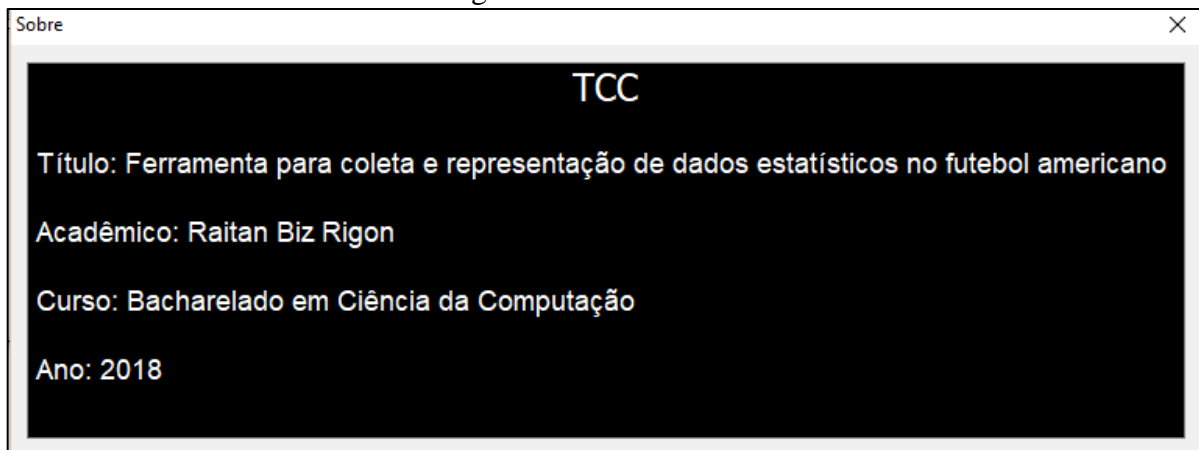 Sobre
TCC
Título: Ferramenta para coleta e representação de dados estatísticos no futebol americano
Acadêmico: Raitan Biz Rigon
Curso: Bacharelado em Ciência da Computação
Ano: 2018